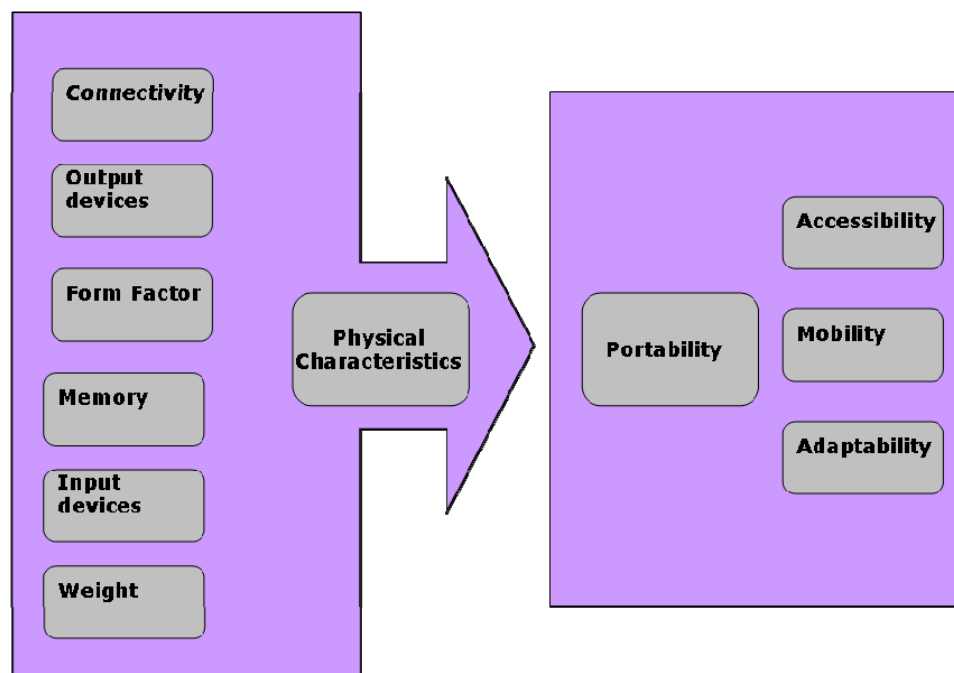 Connectivity
Output
devices
Form Factor
Memory
Input
devices
Weight
Physical
Characteristics
Portability
Accessibility
Mobility
Adaptability